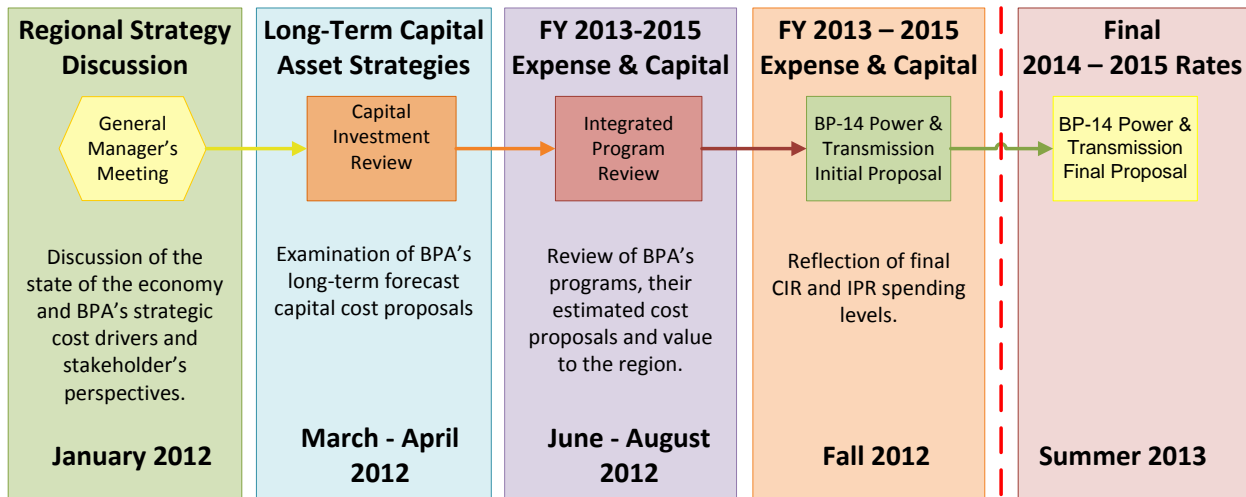 Regional Strategy
Discussion
General
Manager's
Meeting
Discussion of the
state of the economy
and BPA's strategic
cost drivers and
stakeholder's
perspectives.
January 2012
Long-Term Capital
Asset Strategies
Capital
Investment
Review
Examination of BPA's
long-term forecast
capital cost proposals
March - April
2012
FY 2013-2015
Expense & Capital
Integrated
Program
Review
Review of BPA's
programs, their
estimated cost
proposals and value
to the region.
June - August
2012
FY 2013 – 2015
Expense & Capital
BP-14 Power &
Transmission
Initial Proposal
Reflection of final
CIR and IPR spending
levels.
Fall 2012
Final
2014 – 2015 Rates
BP-14 Power &
Transmission
Final Proposal
Summer 2013